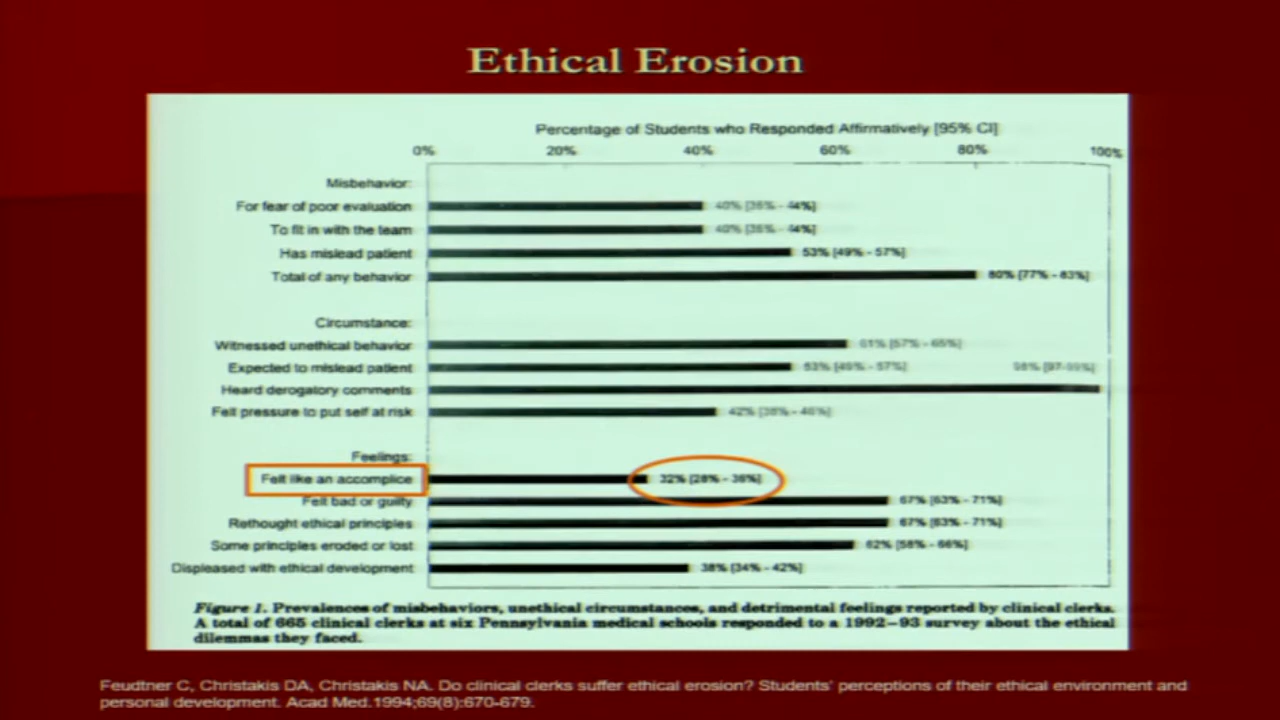 Ethical Erosion
Percentage of Students who Responded Affirmatively [95% CI]
0% 20% 40% 60% 80% 100%
Misbehavior:
For fear of poor evaluation 40% [36% - 44%]
To fit in with the team 40% [36% - 44%]
Has mislead patient 53% [49% - 57%]
Total of any behavior 80% [77% - 83%]
Circumstance:
Witnessed unethical behavior 61% [57% - 65%]
Expected to mislead patient 53% [49% - 57%]
Heard derogatory comments 98% [97-99%]
Felt pressure to put self at risk 42% [38% - 46%]
Feelings:
Felt like an accomplice 32% [28% - 36%]
Felt bad or guilty 67% [63% - 71%]
Rethought ethical principles 67% [63% - 71%]
Some principles eroded or lost 62% [58% - 66%]
Displeased with ethical development 38% [34% - 42%]
Figure 1. Prevalences of misbehaviors, unethical circumstances, and detrimental feelings reported by clinical clerks.
A total of 665 clinical clerks at six Pennsylvania medical schools responded to a 1992–93 survey about the ethical
dilemmas they faced.
Feudtner C, Christakis DA, Christakis NA. Do clinical clerks suffer ethical erosion? Students' perceptions of their ethical environment and
personal development. Acad Med.1994;69(8):670-679.